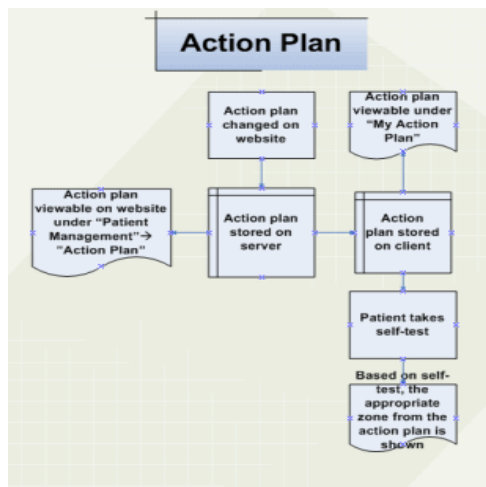 Action Plan
Action plan
changed on
website
Action plan
viewable under
“My Action
Plan”
Action plan
viewable on website
under “Patient
Management”→
“Action Plan”
Action plan
stored on
server
Action
plan stored
on client
Patient takes
self-test
Based on self-
test, the
appropriate
zone from the
action plan is
shown